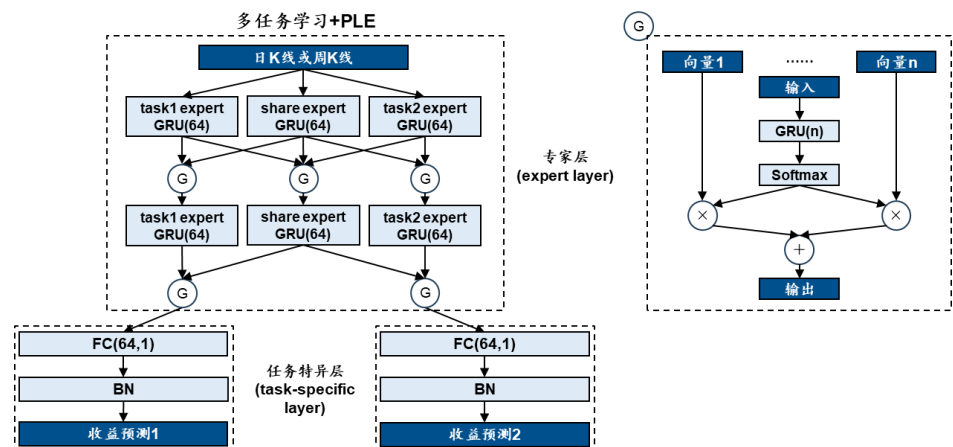 多任务学习+PLE
日K线或周K线
task1 expert
GRU(64)
share expert
GRU(64)
task2 expert
GRU(64)
G
G
G
task1 expert
GRU(64)
share expert
GRU(64)
task2 expert
GRU(64)
G
G
专家层
(expert layer)
FC(64,1)
BN
收益预测1
任务特异层
(task-specific
layer)
FC(64,1)
BN
收益预测2
G
向量1
......
向量n
输入
GRU(n)
Softmax
×
×
+
输出